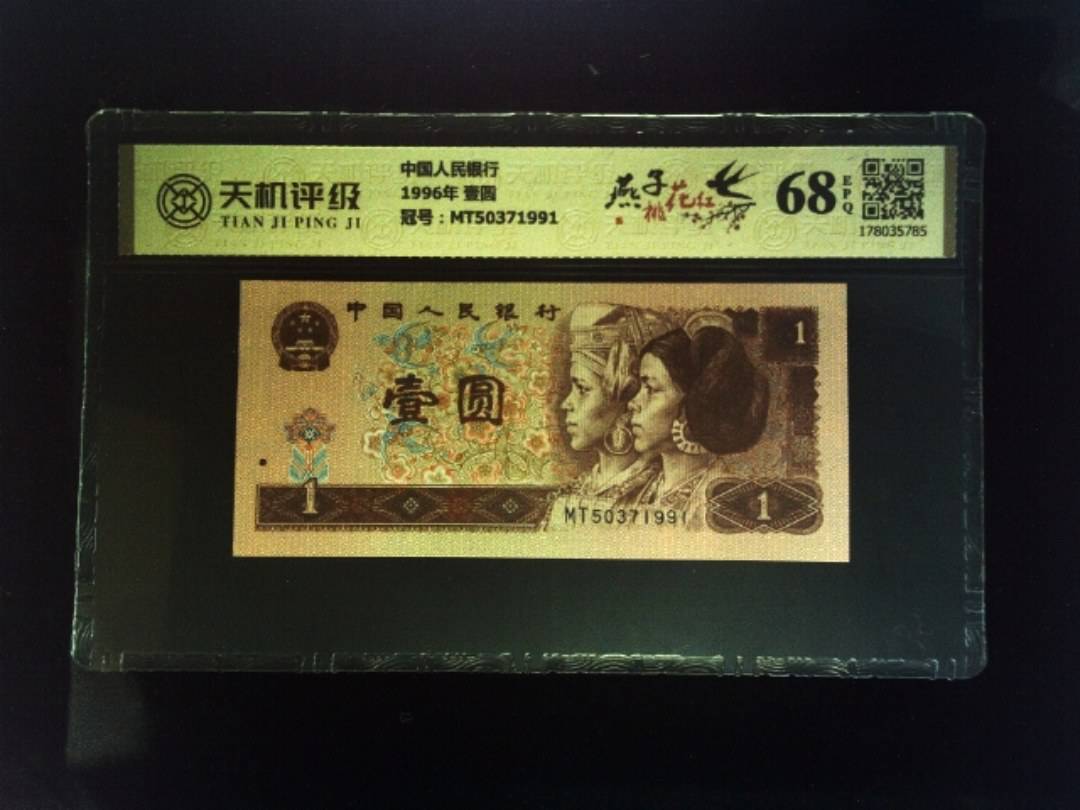 天机评级
TIAN JI PING JI
中国人民银行
1996年 壹圆
冠号：MT50371991
燕子
桃花红
68
EPQ
178035785
中国人民银行
壹圆
1
1
1
MT50371991